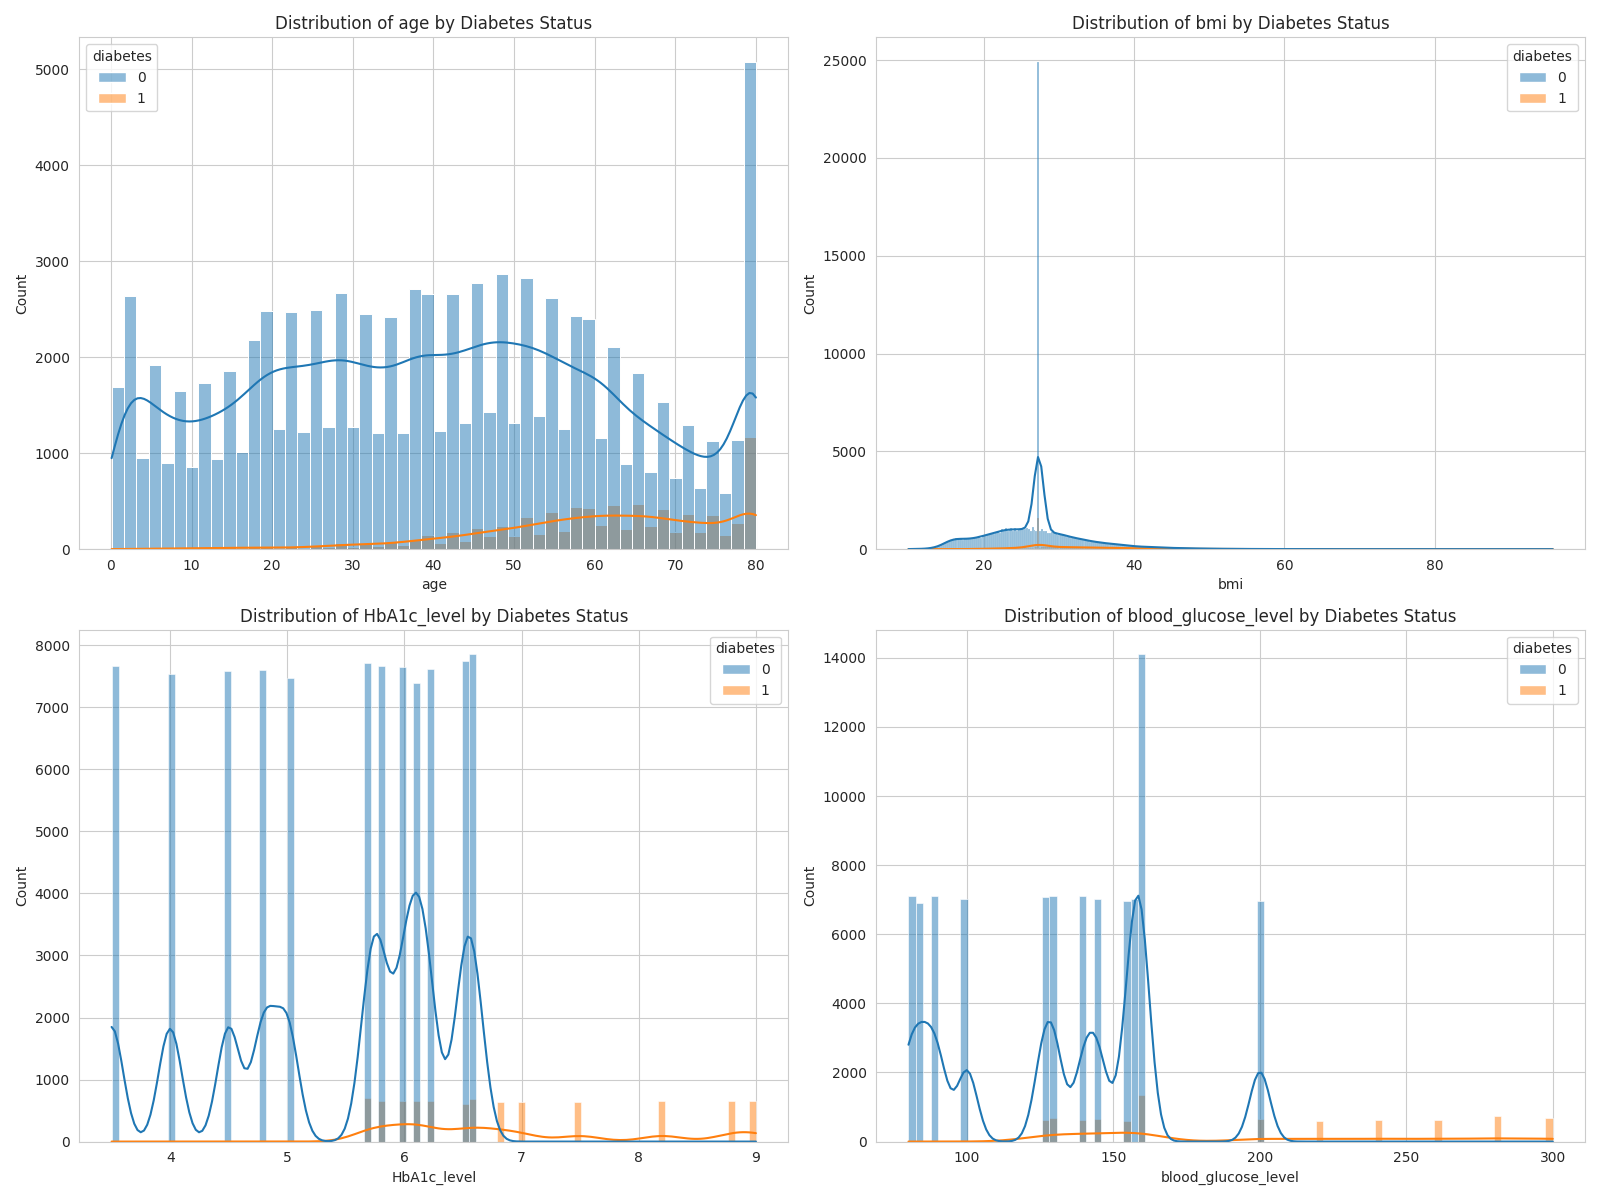 Distribution of age by Diabetes Status
diabetes
0
1
5000
4000
3000
2000
1000
0
Count
0 10 20 30 40 50 60 70 80
age
Distribution of bmi by Diabetes Status
diabetes
0
1
25000
20000
15000
10000
5000
0
Count
20 40 60 80
bmi
Distribution of HbA1c_level by Diabetes Status
diabetes
0
1
8000
7000
6000
5000
4000
3000
2000
1000
0
Count
4 5 6 7 8 9
HbA1c_level
Distribution of blood_glucose_level by Diabetes Status
diabetes
0
1
14000
12000
10000
8000
6000
4000
2000
0
Count
100 150 200 250 300
blood_glucose_level